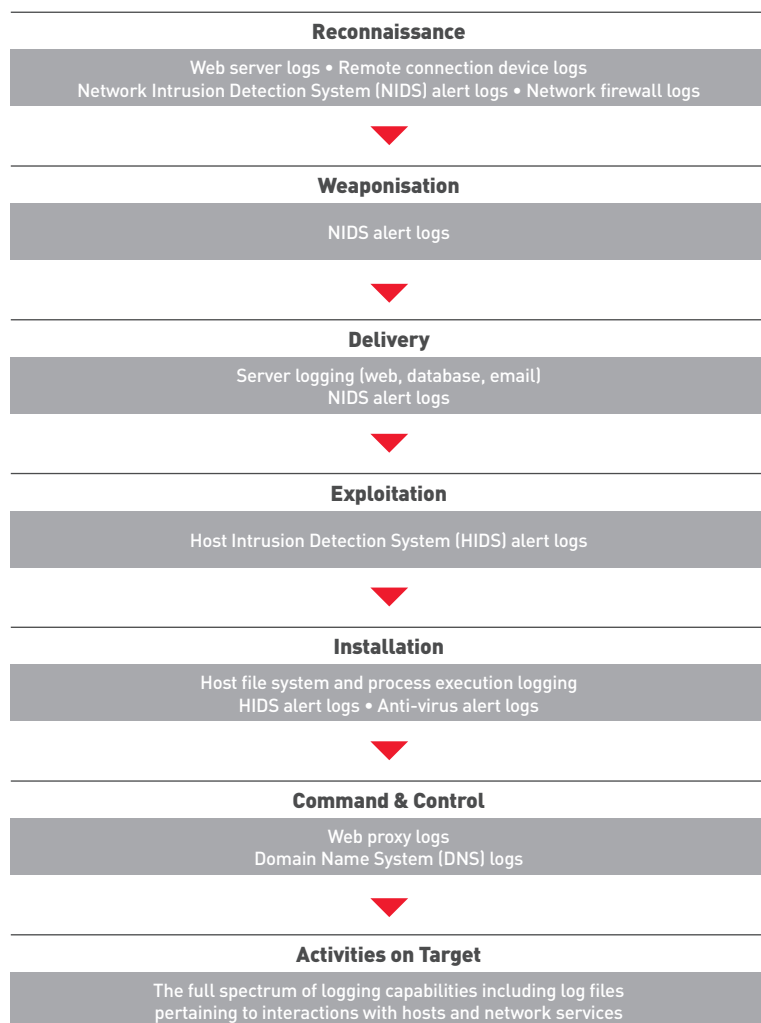 Reconnaissance
Web server logs • Remote connection device logs
Network Intrusion Detection System (NIDS) alert logs • Network firewall logs
Weaponisation
NIDS alert logs
Delivery
Server logging (web, database, email)
NIDS alert logs
Exploitation
Host Intrusion Detection System (HIDS) alert logs
Installation
Host file system and process execution logging
HIDS alert logs • Anti-virus alert logs
Command & Control
Web proxy logs
Domain Name System (DNS) logs
Activities on Target
The full spectrum of logging capabilities including log files
pertaining to interactions with hosts and network services